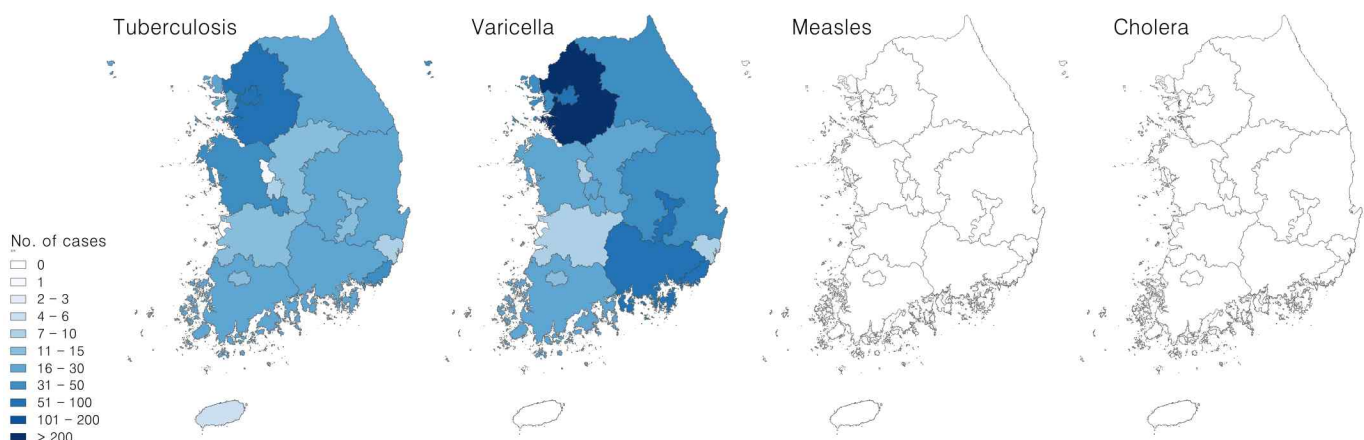 Tuberculosis
Varicella
Measles
Cholera
No. of cases
0
1
2 – 3
4 – 6
7 – 10
11 – 15
16 – 30
31 – 50
51 – 100
101 – 200
> 200